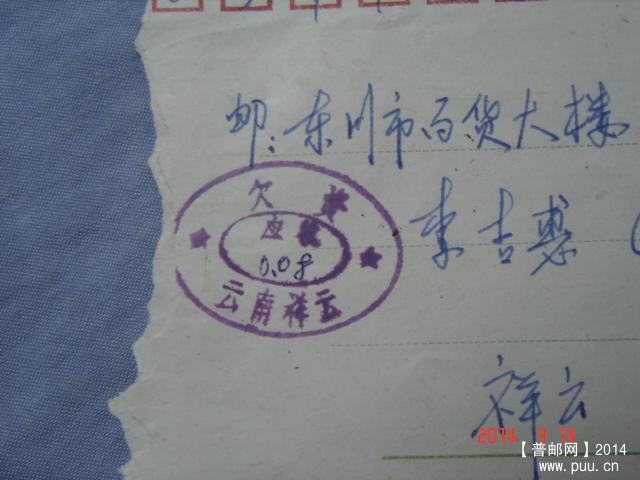 邮:东川市百货大楼
李吉惠(
欠资
应收
0.08
云南祥云
祥云
2014 9 14
【普邮网】2014
www.puu.cn